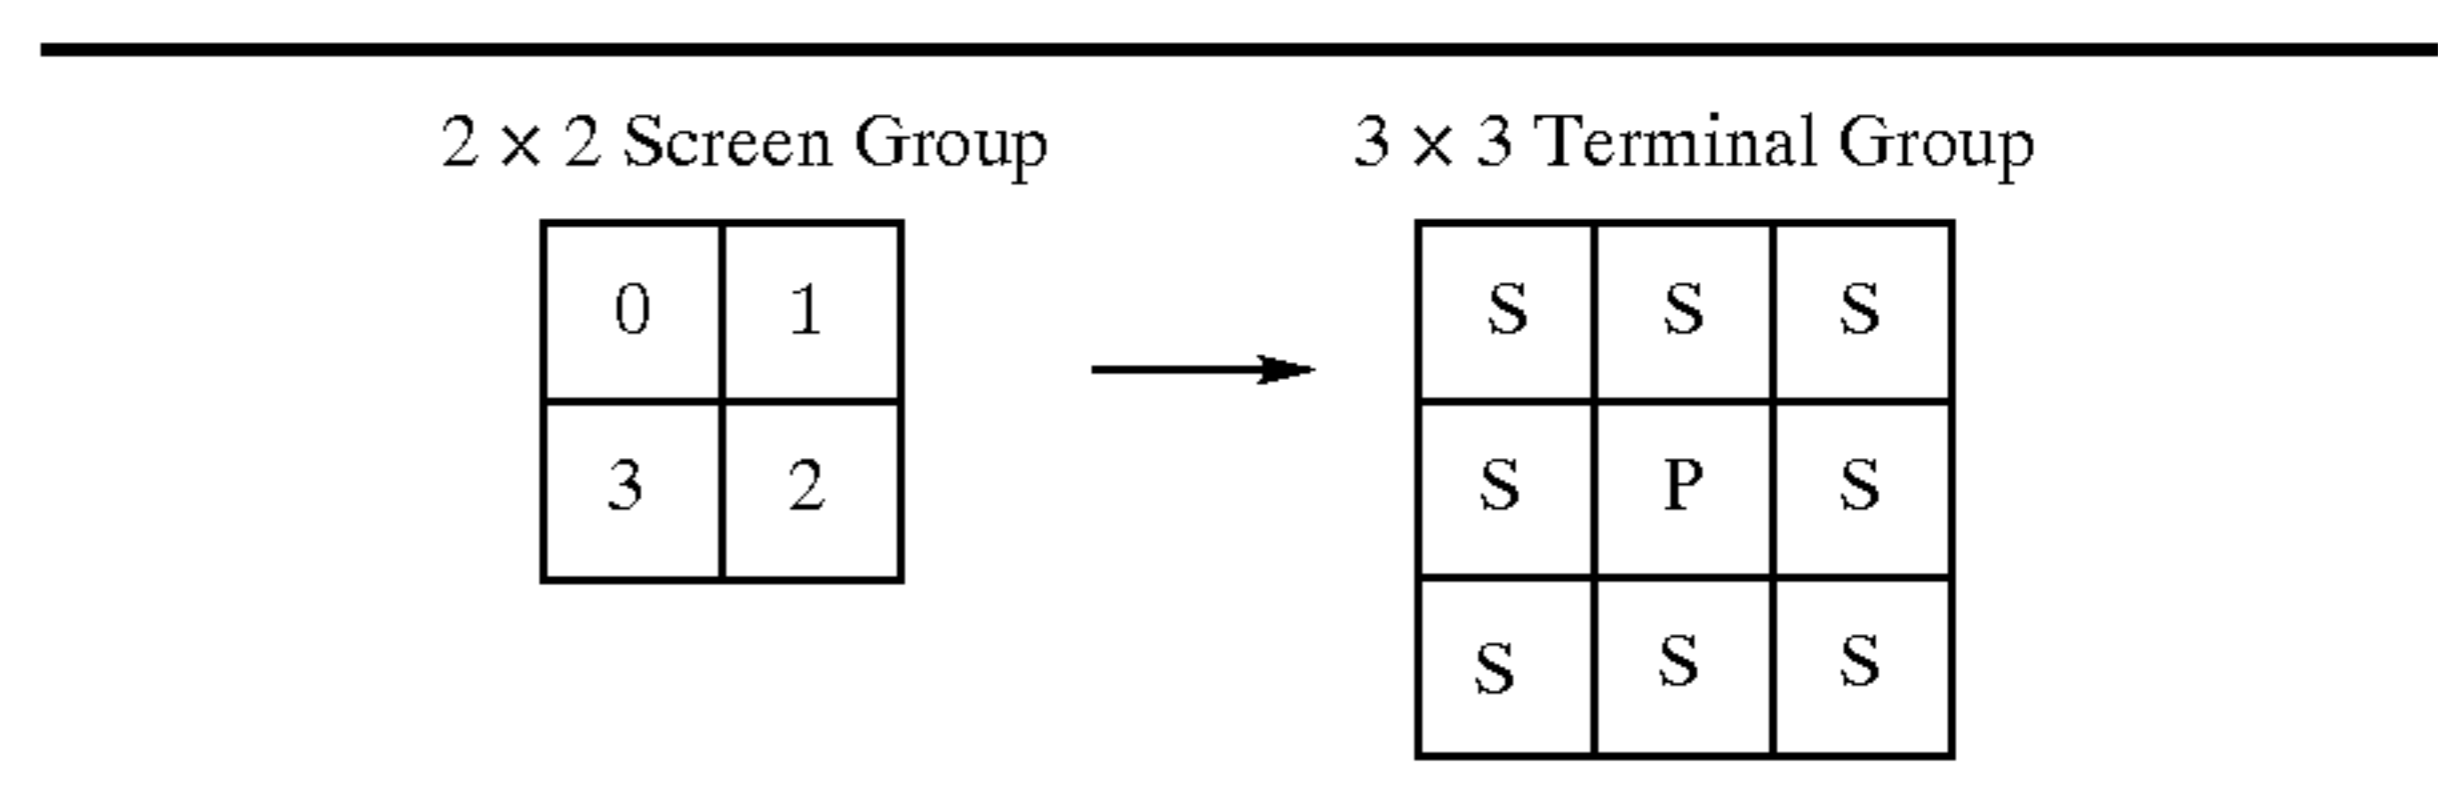 2 × 2 Screen Group 3 × 3 Terminal Group
0 1 S S S
3 2 S P S
S S S